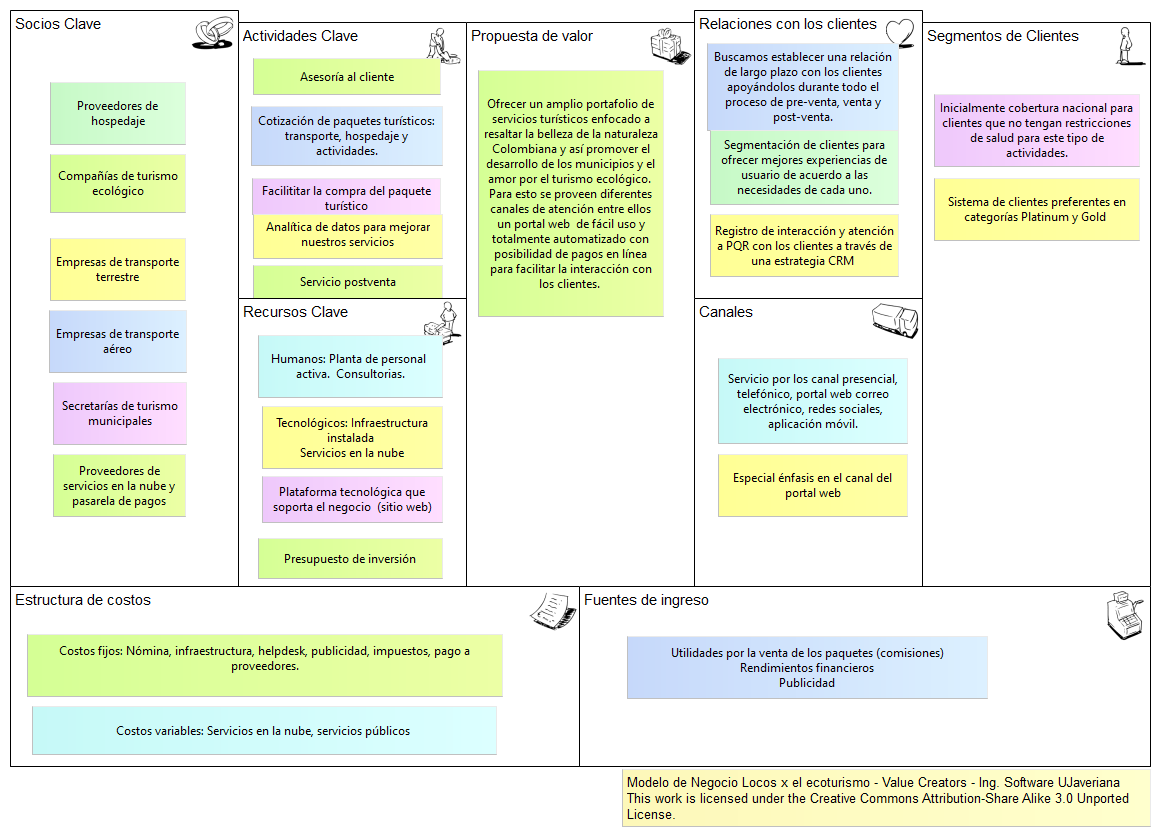 Socios Clave
Proveedores de
hospedaje
Compañías de turismo
ecológico
Empresas de transporte
terrestre
Empresas de transporte
aéreo
Secretarías de turismo
municipales
Proveedores de
servicios en la nube y
pasarela de pagos
Actividades Clave
Asesoría al cliente
Cotización de paquetes turísticos:
transporte, hospedaje y
actividades.
Facilititar la compra del paquete
turístico
Analítica de datos para mejorar
nuestros servicios
Servicio postventa
Recursos Clave
Humanos: Planta de personal
activa.  Consultorias.
Tecnológicos: Infraestructura
instalada
Servicios en la nube
Plataforma tecnológica que
soporta el negocio  (sitio web)
Presupuesto de inversión
Propuesta de valor
Ofrecer un amplio portafolio de
servicios turísticos enfocado a
resaltar la belleza de la naturaleza
Colombiana y así promover el
desarrollo de los municipios y el
amor por el turismo ecológico.
Para esto se proveen diferentes
canales de atención entre ellos
un portal web  de fácil uso y
totalmente automatizado con
posibilidad de pagos en línea
para facilitar la interacción con
los clientes.
Relaciones con los clientes
Buscamos establecer una relación
de largo plazo con los clientes
apoyándolos durante todo el
proceso de pre-venta, venta y
post-venta.
Segmentación de clientes para
ofrecer mejores experiencias de
usuario de acuerdo a las
necesidades de cada uno.
Registro de interacción y atención
a PQR con los clientes a través de
una estrategia CRM
Canales
Servicio por los canal presencial,
telefónico, portal web correo
electrónico, redes sociales,
aplicación móvil.
Especial énfasis en el canal del
portal web
Segmentos de Clientes
Inicialmente cobertura nacional para
clientes que no tengan restricciones
de salud para este tipo de
actividades.
Sistema de clientes preferentes en
categorías Platinum y Gold
Estructura de costos
Costos fijos: Nómina, infraestructura, helpdesk, publicidad, impuestos, pago a
proveedores.
Costos variables: Servicios en la nube, servicios públicos
Fuentes de ingreso
Utilidades por la venta de los paquetes (comisiones)
Rendimientos financieros
Publicidad
Modelo de Negocio Locos x el ecoturismo - Value Creators - Ing. Software UJaveriana
This work is licensed under the Creative Commons Attribution-Share Alike 3.0 Unported
License.